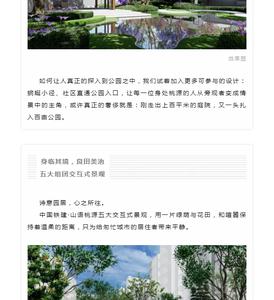 效果图
如何让人真正的探入到公园之中，我们试着加入更多可参与的设计：
蜿蜒小径、社区直通公园入口，让每一位身处桃源的人从旁观者变成情
景中的主角，或许真正的奢侈就是：刚走出上百平米的庭院，又一头扎
入百亩公园。
身临其境，良田美池
五大组团交互式景观
诗意园居，心之所往。
中国铁建·山语桃源五大交互式景观，用一片绿荫与花田，和喧嚣保
持着温柔的距离，只为给匆忙城市的居住者带来平静。